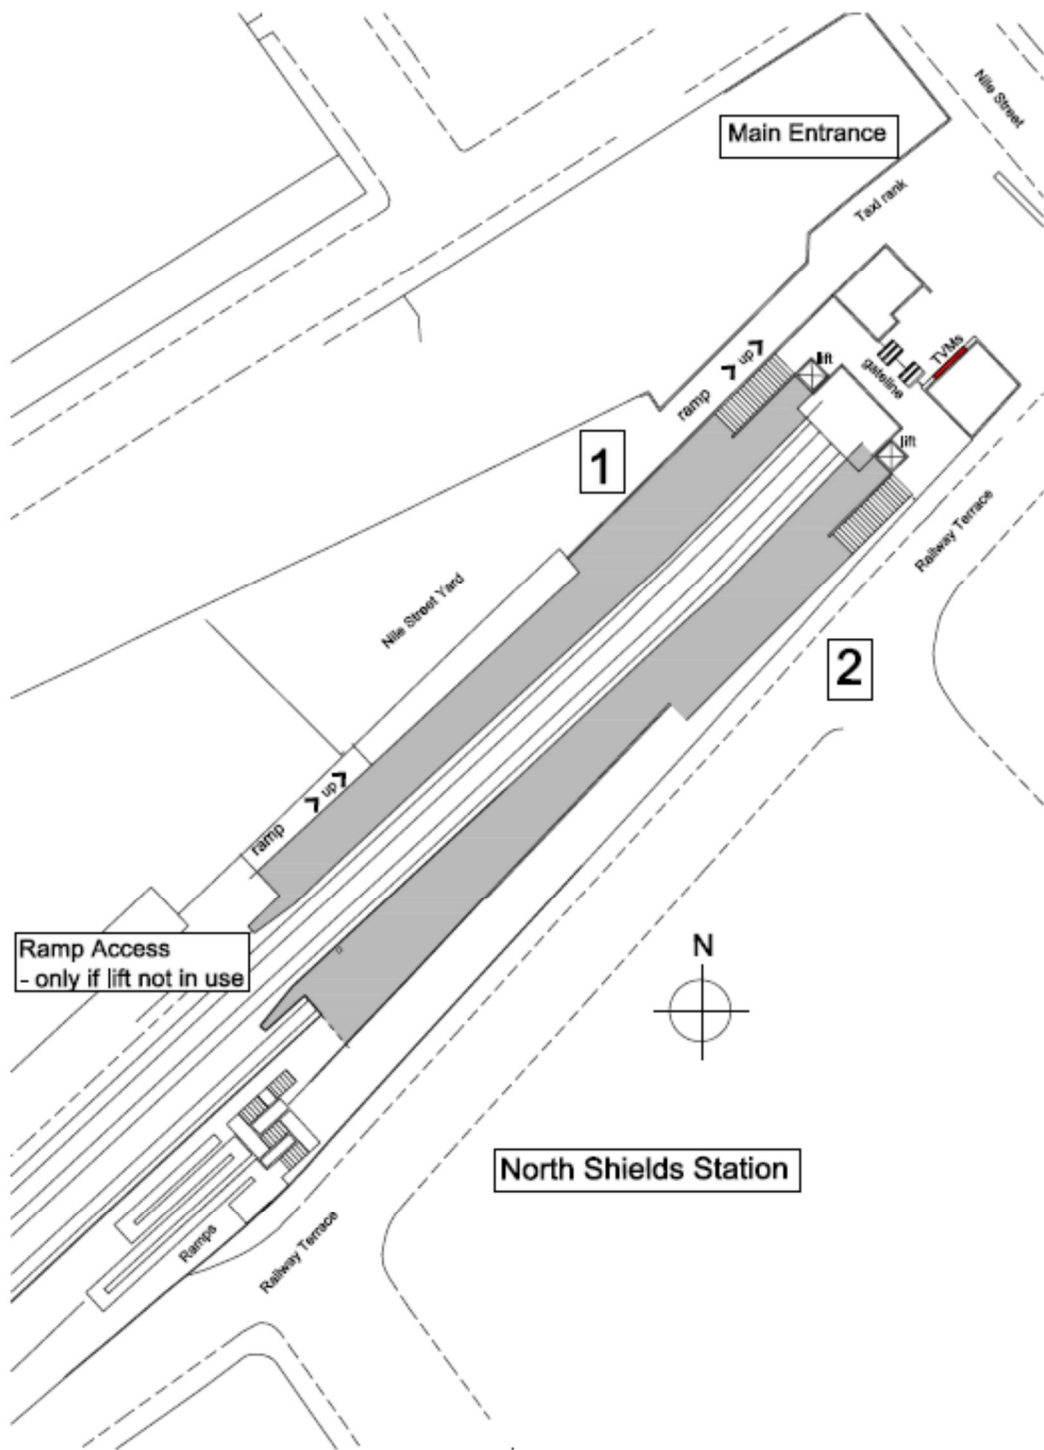 Nile Street
Main Entrance
Taxi rank
TVMs
gateline
lift
up
ramp
lift
1
Railway Terrace
Nile Street Yard
2
up
ramp
Ramp Access
- only if lift not in use
N
North Shields Station
Ramps
Railway Terrace